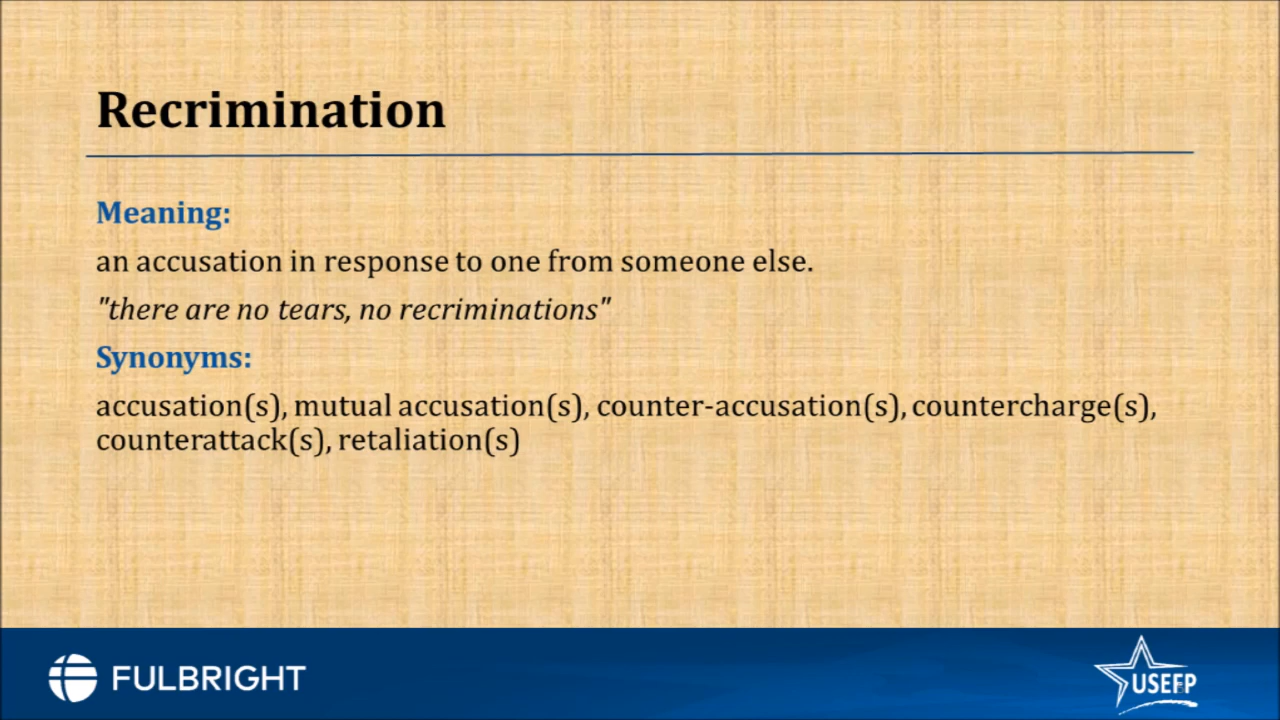 Recrimination
Meaning:
an accusation in response to one from someone else.
"there are no tears, no recriminations"
Synonyms:
accusation(s), mutual accusation(s), counter-accusation(s), countercharge(s),
counterattack(s), retaliation(s)
FULBRIGHT
USEFP